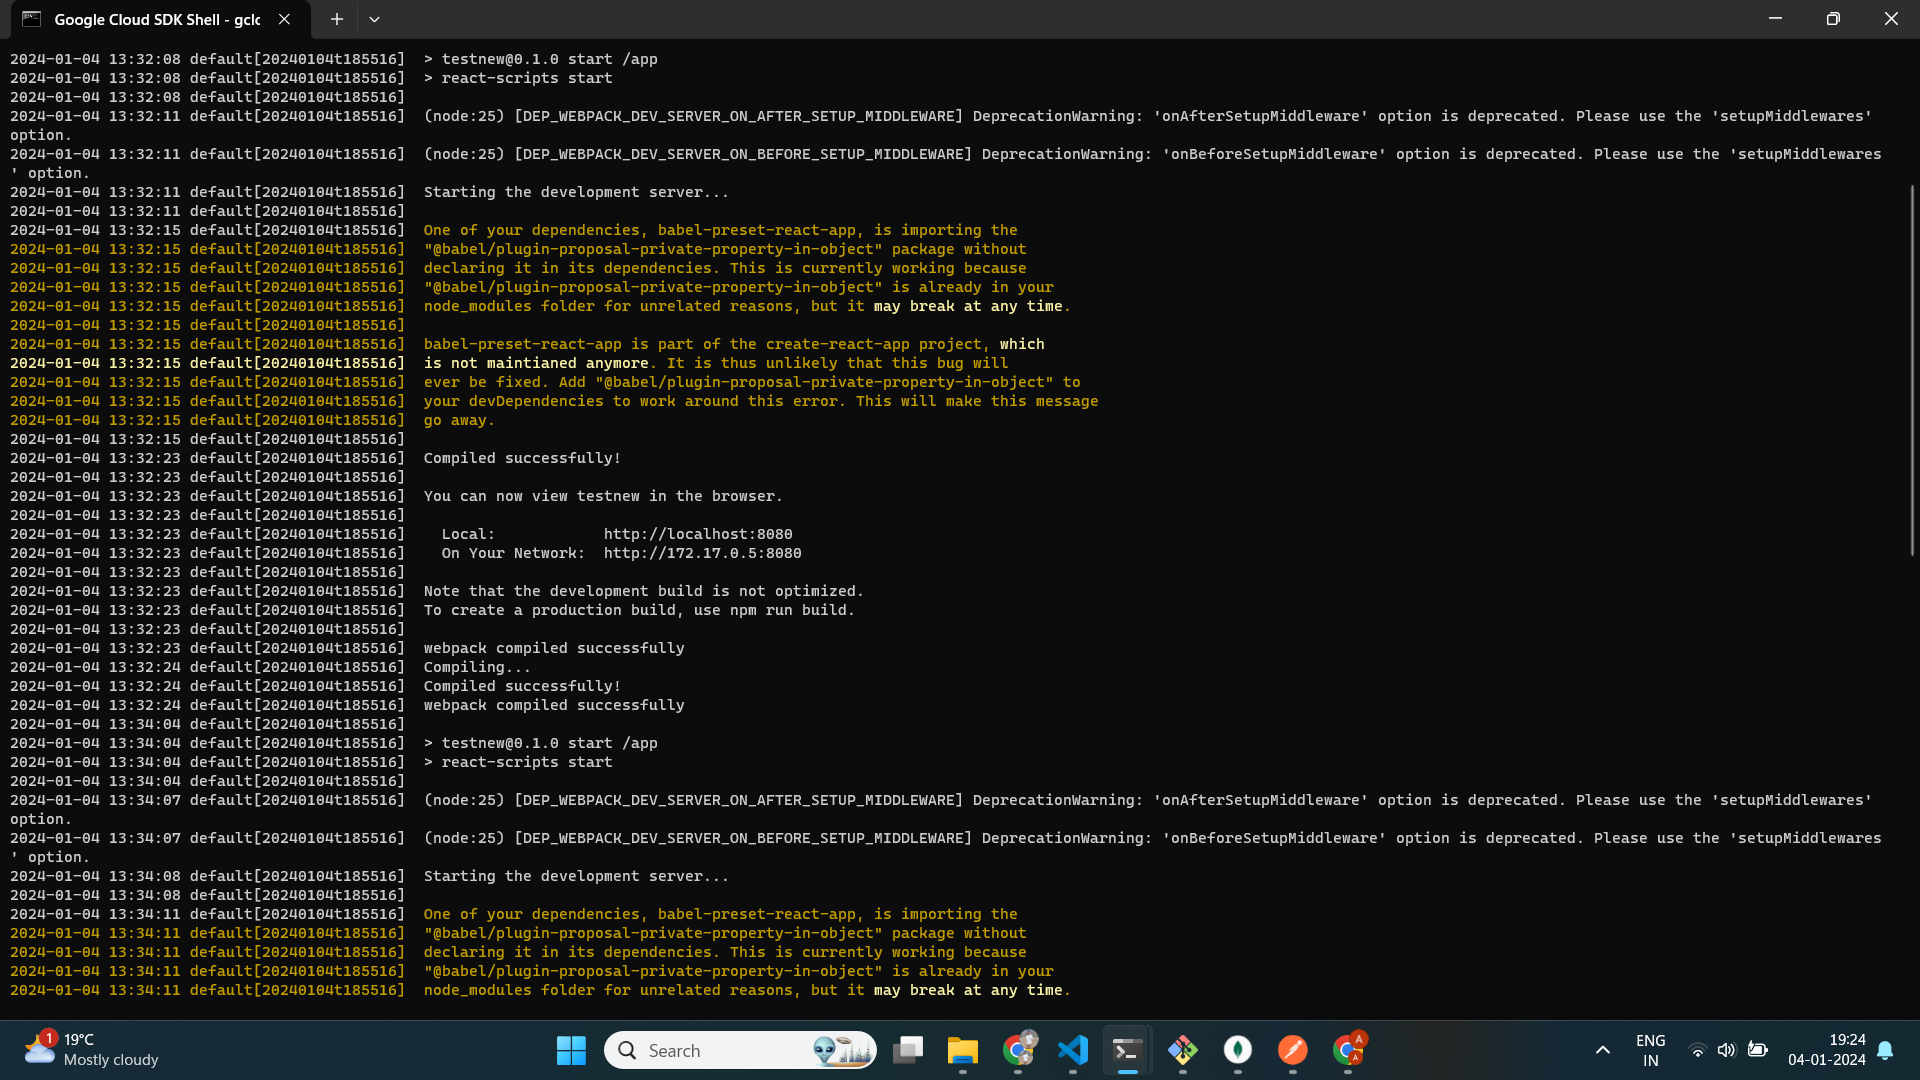 Google Cloud SDK Shell - gclc
2024-01-04 13:32:08 default[20240104t185516]  > testnew@0.1.0 start /app
2024-01-04 13:32:08 default[20240104t185516]  > react-scripts start
2024-01-04 13:32:08 default[20240104t185516]
2024-01-04 13:32:11 default[20240104t185516]  (node:25) [DEP_WEBPACK_DEV_SERVER_ON_AFTER_SETUP_MIDDLEWARE] DeprecationWarning: 'onAfterSetupMiddleware' option is deprecated. Please use the 'setupMiddlewares'
option.
2024-01-04 13:32:11 default[20240104t185516]  (node:25) [DEP_WEBPACK_DEV_SERVER_ON_BEFORE_SETUP_MIDDLEWARE] DeprecationWarning: 'onBeforeSetupMiddleware' option is deprecated. Please use the 'setupMiddlewares
' option.
2024-01-04 13:32:11 default[20240104t185516]  Starting the development server...
2024-01-04 13:32:11 default[20240104t185516]
2024-01-04 13:32:15 default[20240104t185516]  One of your dependencies, babel-preset-react-app, is importing the
2024-01-04 13:32:15 default[20240104t185516]  "@babel/plugin-proposal-private-property-in-object" package without
2024-01-04 13:32:15 default[20240104t185516]  declaring it in its dependencies. This is currently working because
2024-01-04 13:32:15 default[20240104t185516]  "@babel/plugin-proposal-private-property-in-object" is already in your
2024-01-04 13:32:15 default[20240104t185516]  node_modules folder for unrelated reasons, but it may break at any time.
2024-01-04 13:32:15 default[20240104t185516]
2024-01-04 13:32:15 default[20240104t185516]  babel-preset-react-app is part of the create-react-app project, which
2024-01-04 13:32:15 default[20240104t185516]  is not maintianed anymore. It is thus unlikely that this bug will
2024-01-04 13:32:15 default[20240104t185516]  ever be fixed. Add "@babel/plugin-proposal-private-property-in-object" to
2024-01-04 13:32:15 default[20240104t185516]  your devDependencies to work around this error. This will make this message
2024-01-04 13:32:15 default[20240104t185516]  go away.
2024-01-04 13:32:15 default[20240104t185516]
2024-01-04 13:32:23 default[20240104t185516]  Compiled successfully!
2024-01-04 13:32:23 default[20240104t185516]
2024-01-04 13:32:23 default[20240104t185516]  You can now view testnew in the browser.
2024-01-04 13:32:23 default[20240104t185516]
2024-01-04 13:32:23 default[20240104t185516]    Local:            http://localhost:8080
2024-01-04 13:32:23 default[20240104t185516]    On Your Network:  http://172.17.0.5:8080
2024-01-04 13:32:23 default[20240104t185516]
2024-01-04 13:32:23 default[20240104t185516]  Note that the development build is not optimized.
2024-01-04 13:32:23 default[20240104t185516]  To create a production build, use npm run build.
2024-01-04 13:32:23 default[20240104t185516]
2024-01-04 13:32:23 default[20240104t185516]  webpack compiled successfully
2024-01-04 13:32:24 default[20240104t185516]  Compiling...
2024-01-04 13:32:24 default[20240104t185516]  Compiled successfully!
2024-01-04 13:32:24 default[20240104t185516]  webpack compiled successfully
2024-01-04 13:34:04 default[20240104t185516]
2024-01-04 13:34:04 default[20240104t185516]  > testnew@0.1.0 start /app
2024-01-04 13:34:04 default[20240104t185516]  > react-scripts start
2024-01-04 13:34:04 default[20240104t185516]
2024-01-04 13:34:07 default[20240104t185516]  (node:25) [DEP_WEBPACK_DEV_SERVER_ON_AFTER_SETUP_MIDDLEWARE] DeprecationWarning: 'onAfterSetupMiddleware' option is deprecated. Please use the 'setupMiddlewares'
option.
2024-01-04 13:34:07 default[20240104t185516]  (node:25) [DEP_WEBPACK_DEV_SERVER_ON_BEFORE_SETUP_MIDDLEWARE] DeprecationWarning: 'onBeforeSetupMiddleware' option is deprecated. Please use the 'setupMiddlewares
' option.
2024-01-04 13:34:08 default[20240104t185516]  Starting the development server...
2024-01-04 13:34:08 default[20240104t185516]
2024-01-04 13:34:11 default[20240104t185516]  One of your dependencies, babel-preset-react-app, is importing the
2024-01-04 13:34:11 default[20240104t185516]  "@babel/plugin-proposal-private-property-in-object" package without
2024-01-04 13:34:11 default[20240104t185516]  declaring it in its dependencies. This is currently working because
2024-01-04 13:34:11 default[20240104t185516]  "@babel/plugin-proposal-private-property-in-object" is already in your
2024-01-04 13:34:11 default[20240104t185516]  node_modules folder for unrelated reasons, but it may break at any time.
1
19°C
Mostly cloudy
Search
A
A
ENG
IN
19:24
04-01-2024